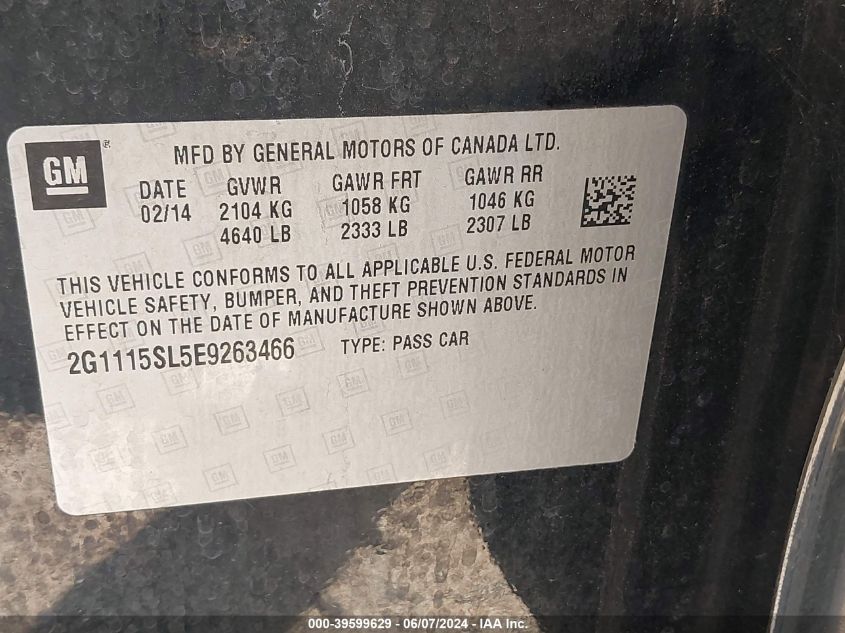 GM ®
MFD BY GENERAL MOTORS OF CANADA LTD.
DATE GVWR GAWR FRT GAWR RR
02/14 2104 KG 1058 KG 1046 KG
4640 LB 2333 LB 2307 LB
THIS VEHICLE CONFORMS TO ALL APPLICABLE U.S. FEDERAL MOTOR
VEHICLE SAFETY, BUMPER, AND THEFT PREVENTION STANDARDS IN
EFFECT ON THE DATE OF MANUFACTURE SHOWN ABOVE.
2G1115SL5E9263466 TYPE: PASS CAR
000-39599629 - 06/07/2024 - IAA Inc.